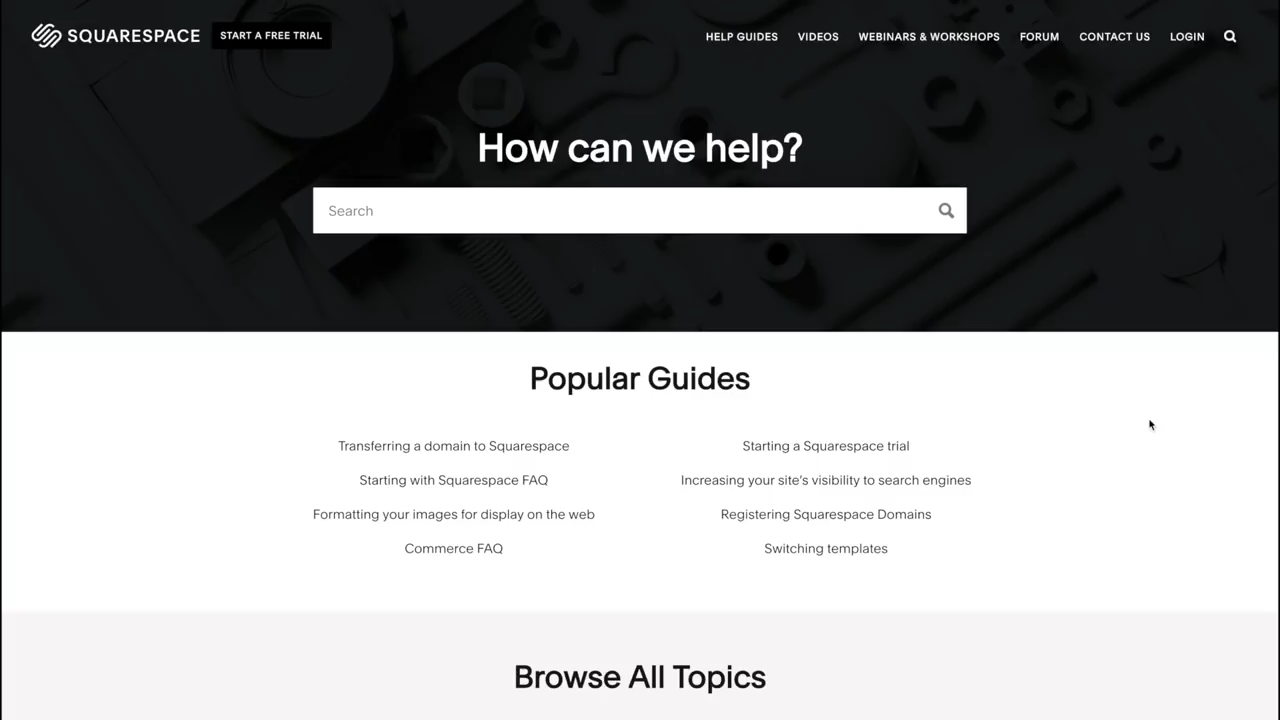 SQUARESPACE START A FREE TRIAL HELP GUIDES VIDEOS WEBINARS & WORKSHOPS FORUM CONTACT US LOGIN
How can we help?
Search
Popular Guides
Transferring a domain to Squarespace Starting a Squarespace trial
Starting with Squarespace FAQ Increasing your site's visibility to search engines
Formatting your images for display on the web Registering Squarespace Domains
Commerce FAQ Switching templates
Browse All Topics